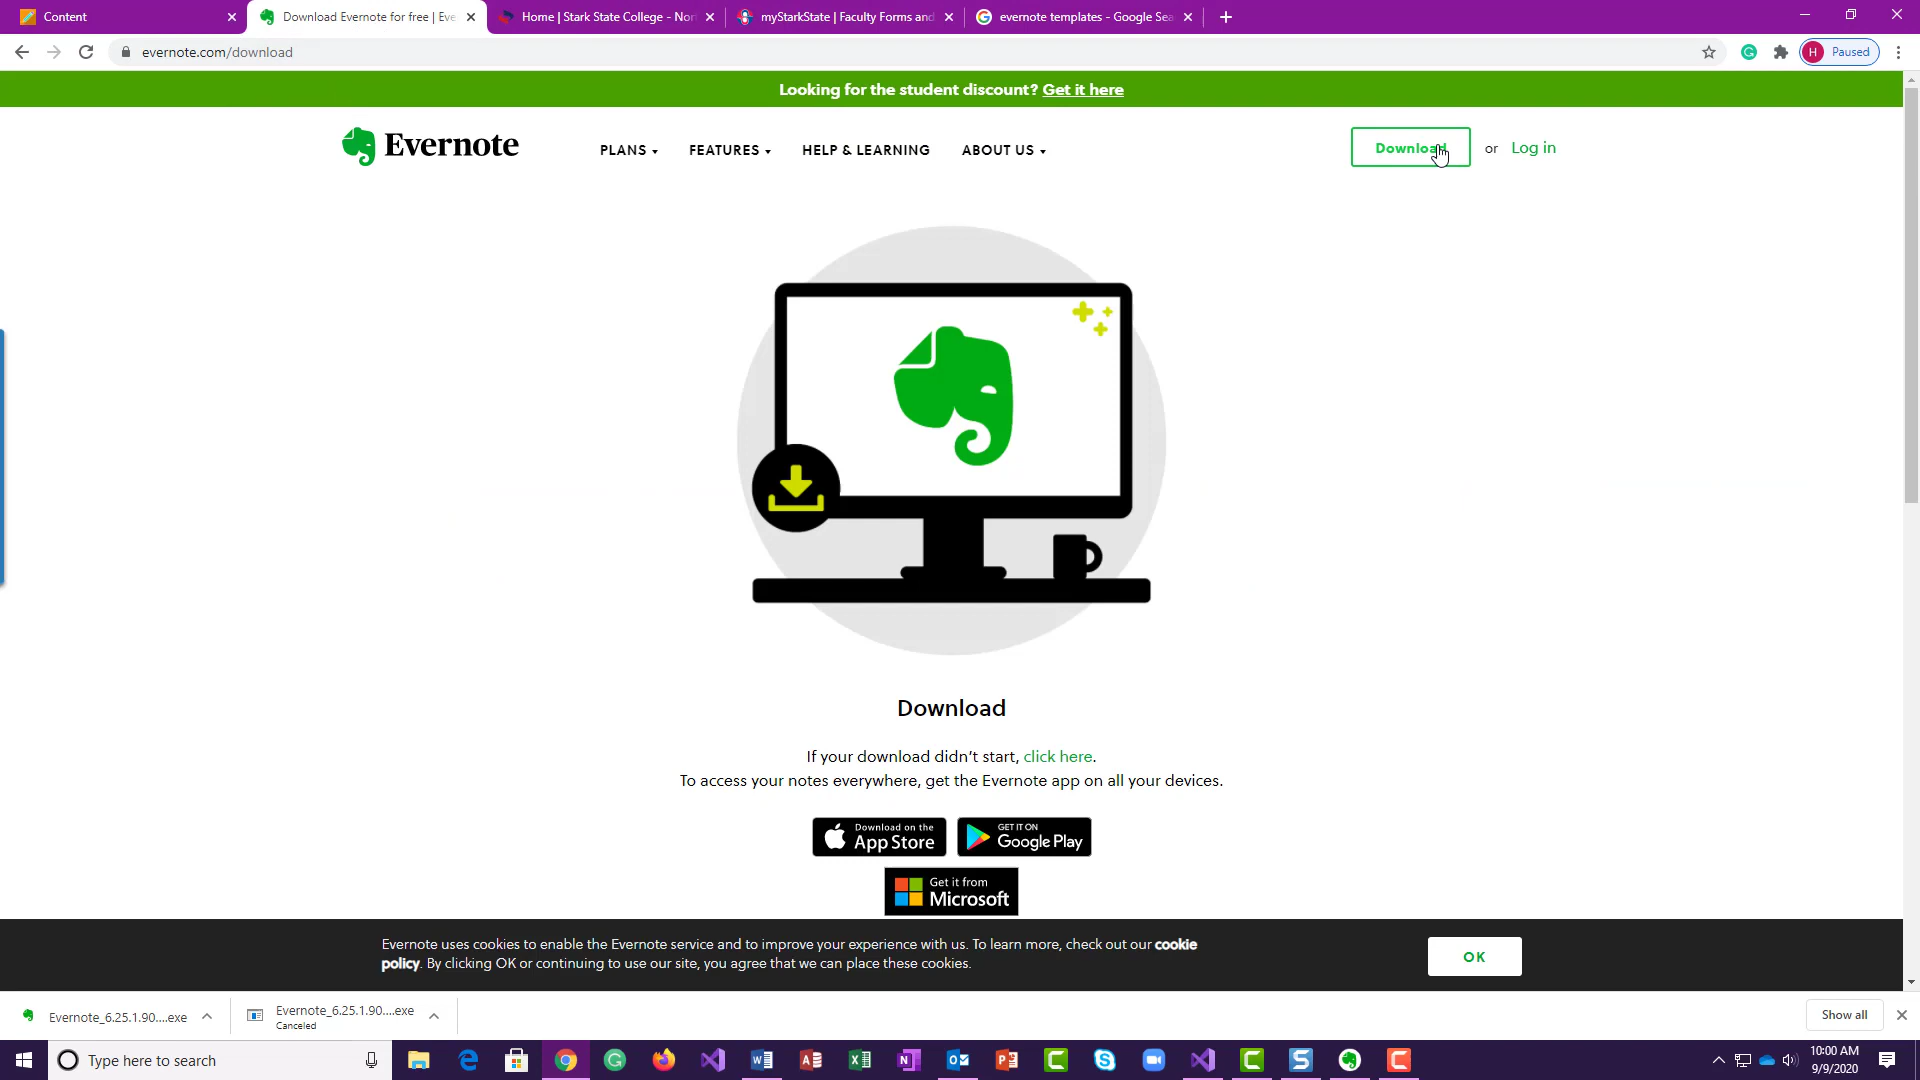 Content
Download Evernote for free | Eve
Home | Stark State College - Nor
myStarkState | Faculty Forms and
evernote templates - Google Sea
evernote.com/download
H Paused
Looking for the student discount? Get it here
Evernote
PLANS
FEATURES
HELP & LEARNING
ABOUT US
Download
or
Log in
Download
If your download didn’t start, click here.
To access your notes everywhere, get the Evernote app on all your devices.
Download on the
App Store
GET IT ON
Google Play
Get it from
Microsoft
Evernote uses cookies to enable the Evernote service and to improve your experience with us. To learn more, check out our cookie
policy. By clicking OK or continuing to use our site, you agree that we can place these cookies.
OK
Evernote_6.25.1.90....exe
Evernote_6.25.1.90....exe
Canceled
Show all
Type here to search
10:00 AM
9/9/2020